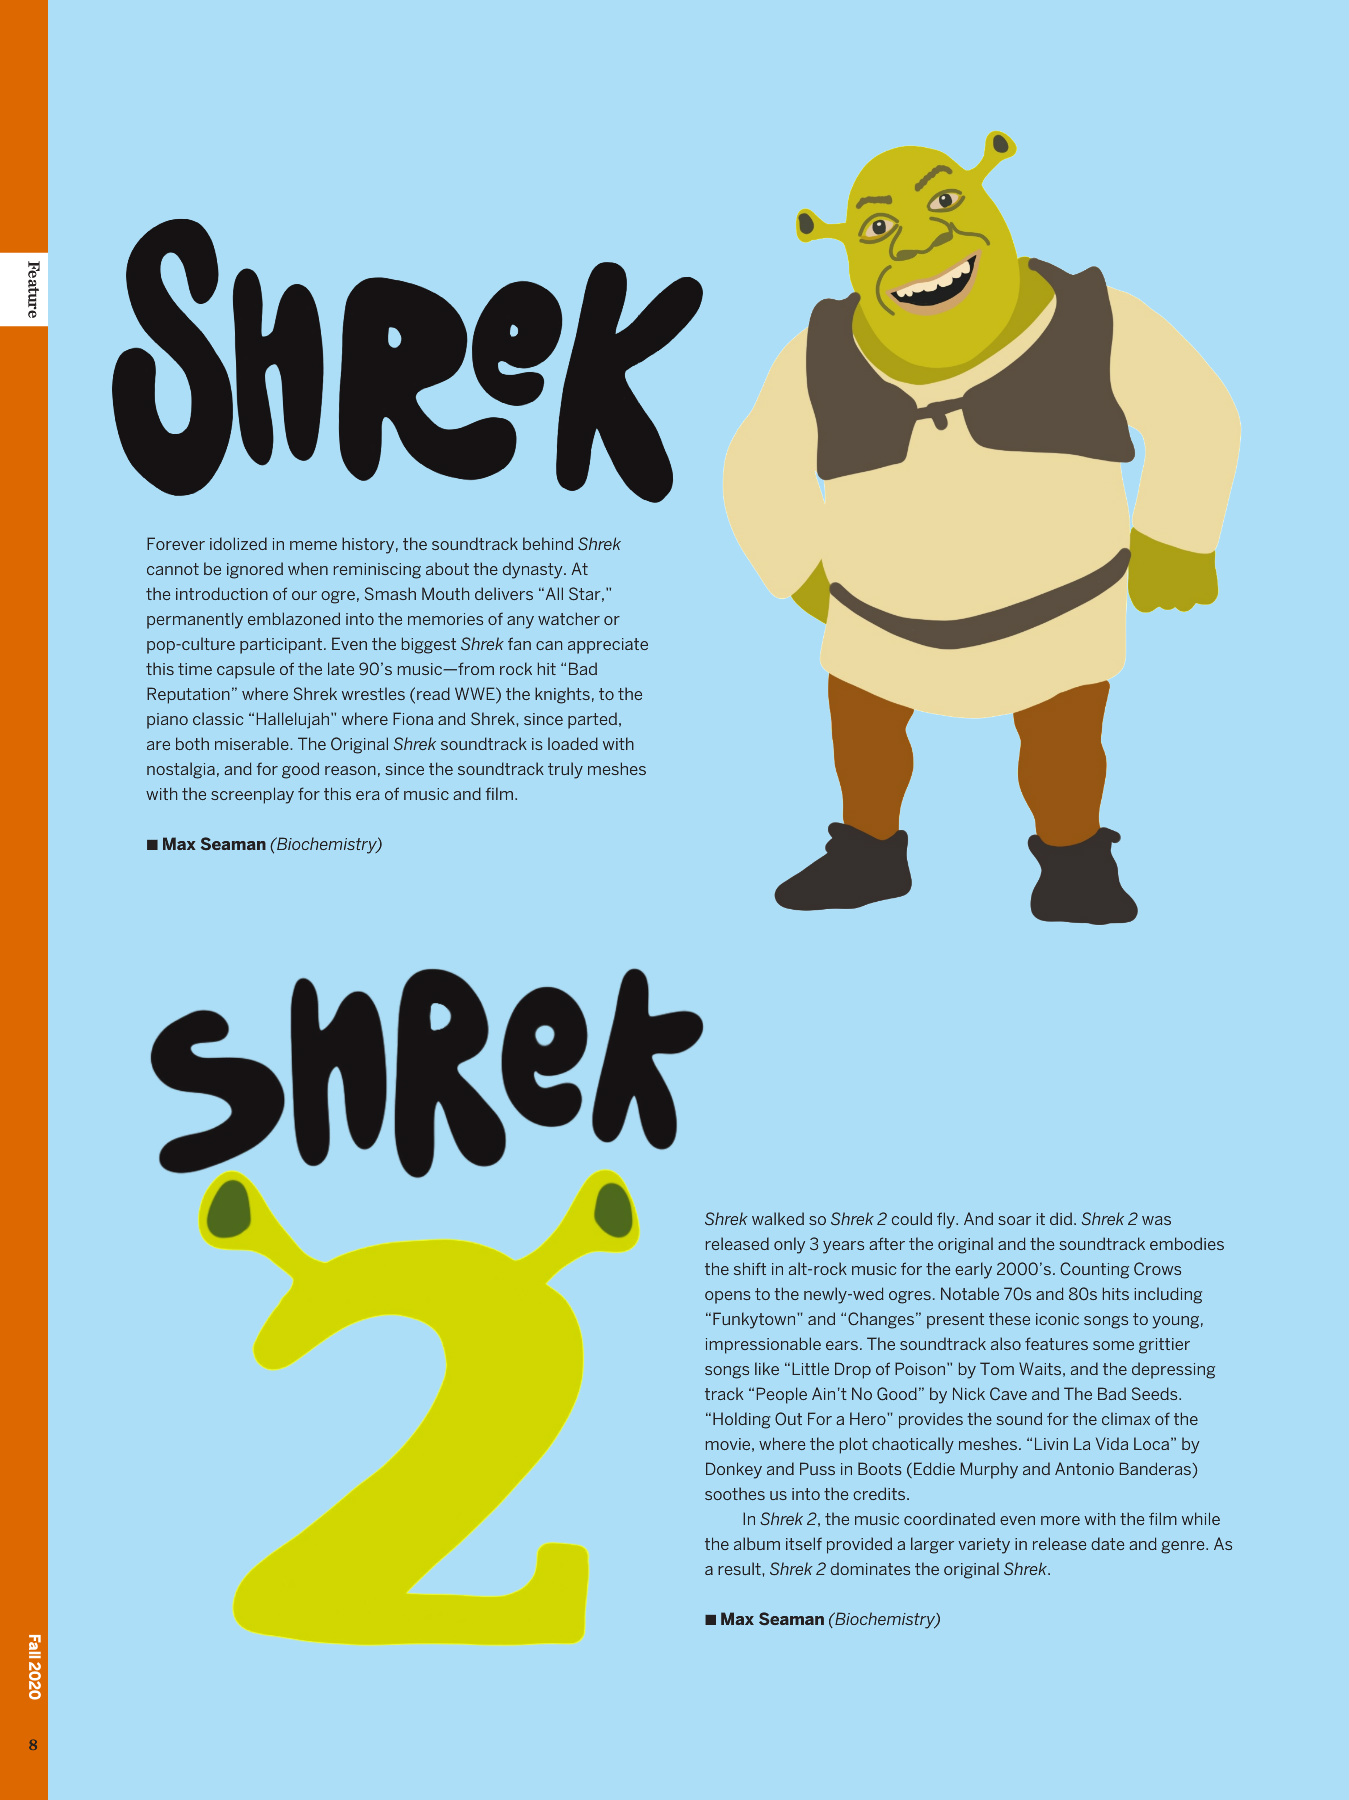 Feature
SHREK
Forever idolized in meme history, the soundtrack behind Shrek
cannot be ignored when reminiscing about the dynasty. At
the introduction of our ogre, Smash Mouth delivers “All Star,”
permanently emblazoned into the memories of any watcher or
pop-culture participant. Even the biggest Shrek fan can appreciate
this time capsule of the late 90’s music—from rock hit “Bad
Reputation” where Shrek wrestles (read WWE) the knights, to the
piano classic “Hallelujah” where Fiona and Shrek, since parted,
are both miserable. The Original Shrek soundtrack is loaded with
nostalgia, and for good reason, since the soundtrack truly meshes
with the screenplay for this era of music and film.
■ Max Seaman (Biochemistry)
SHREK
2
Shrek walked so Shrek 2 could fly. And soar it did. Shrek 2 was
released only 3 years after the original and the soundtrack embodies
the shift in alt-rock music for the early 2000’s. Counting Crows
opens to the newly-wed ogres. Notable 70s and 80s hits including
“Funkytown” and “Changes” present these iconic songs to young,
impressionable ears. The soundtrack also features some grittier
songs like “Little Drop of Poison” by Tom Waits, and the depressing
track “People Ain’t No Good” by Nick Cave and The Bad Seeds.
“Holding Out For a Hero” provides the sound for the climax of the
movie, where the plot chaotically meshes. “Livin La Vida Loca” by
Donkey and Puss in Boots (Eddie Murphy and Antonio Banderas)
soothes us into the credits.
In Shrek 2, the music coordinated even more with the film while
the album itself provided a larger variety in release date and genre. As
a result, Shrek 2 dominates the original Shrek.
■ Max Seaman (Biochemistry)
Fall 2020
8